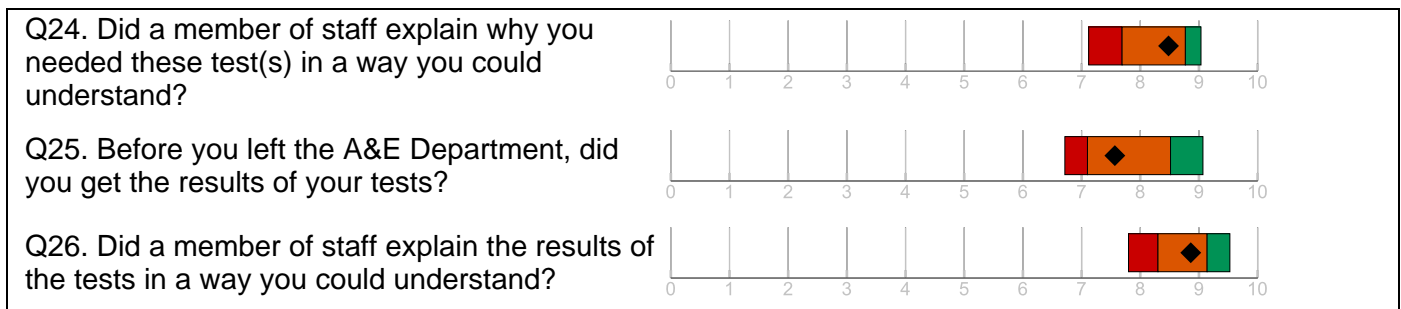 Q24. Did a member of staff explain why you
needed these test(s) in a way you could
understand?
0 1 2 3 4 5 6 7 8 9 10
Q25. Before you left the A&E Department, did
you get the results of your tests?
0 1 2 3 4 5 6 7 8 9 10
Q26. Did a member of staff explain the results of
the tests in a way you could understand?
0 1 2 3 4 5 6 7 8 9 10